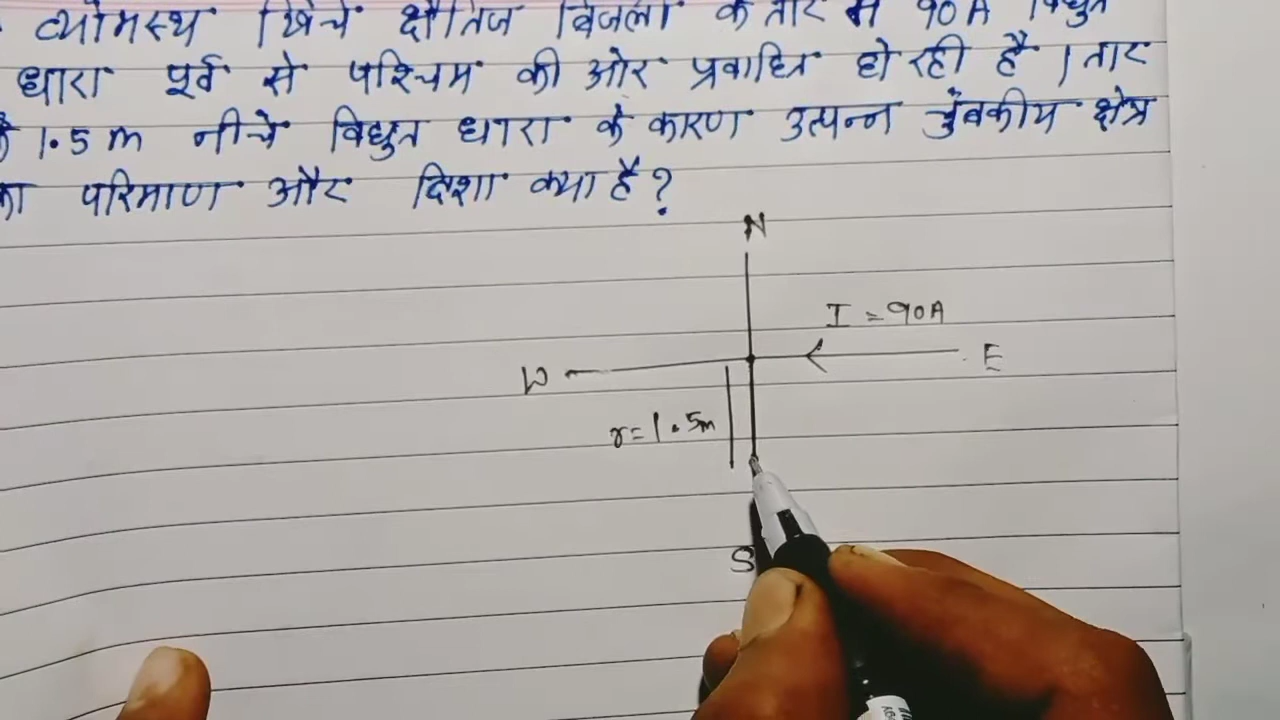 व्योमस्थ खिंचे क्षैतिज बिजली के तार में 90A विधुत
धारा पूर्व से पश्चिम की ओर प्रवाहित हो रही है । तार
के 1.5 m नीचे विधुत धारा के कारण उत्पन्न चुंबकीय क्षेत्र
का परिमाण और दिशा क्या है ?
N
I = 90A
W
E
r = 1.5m
S